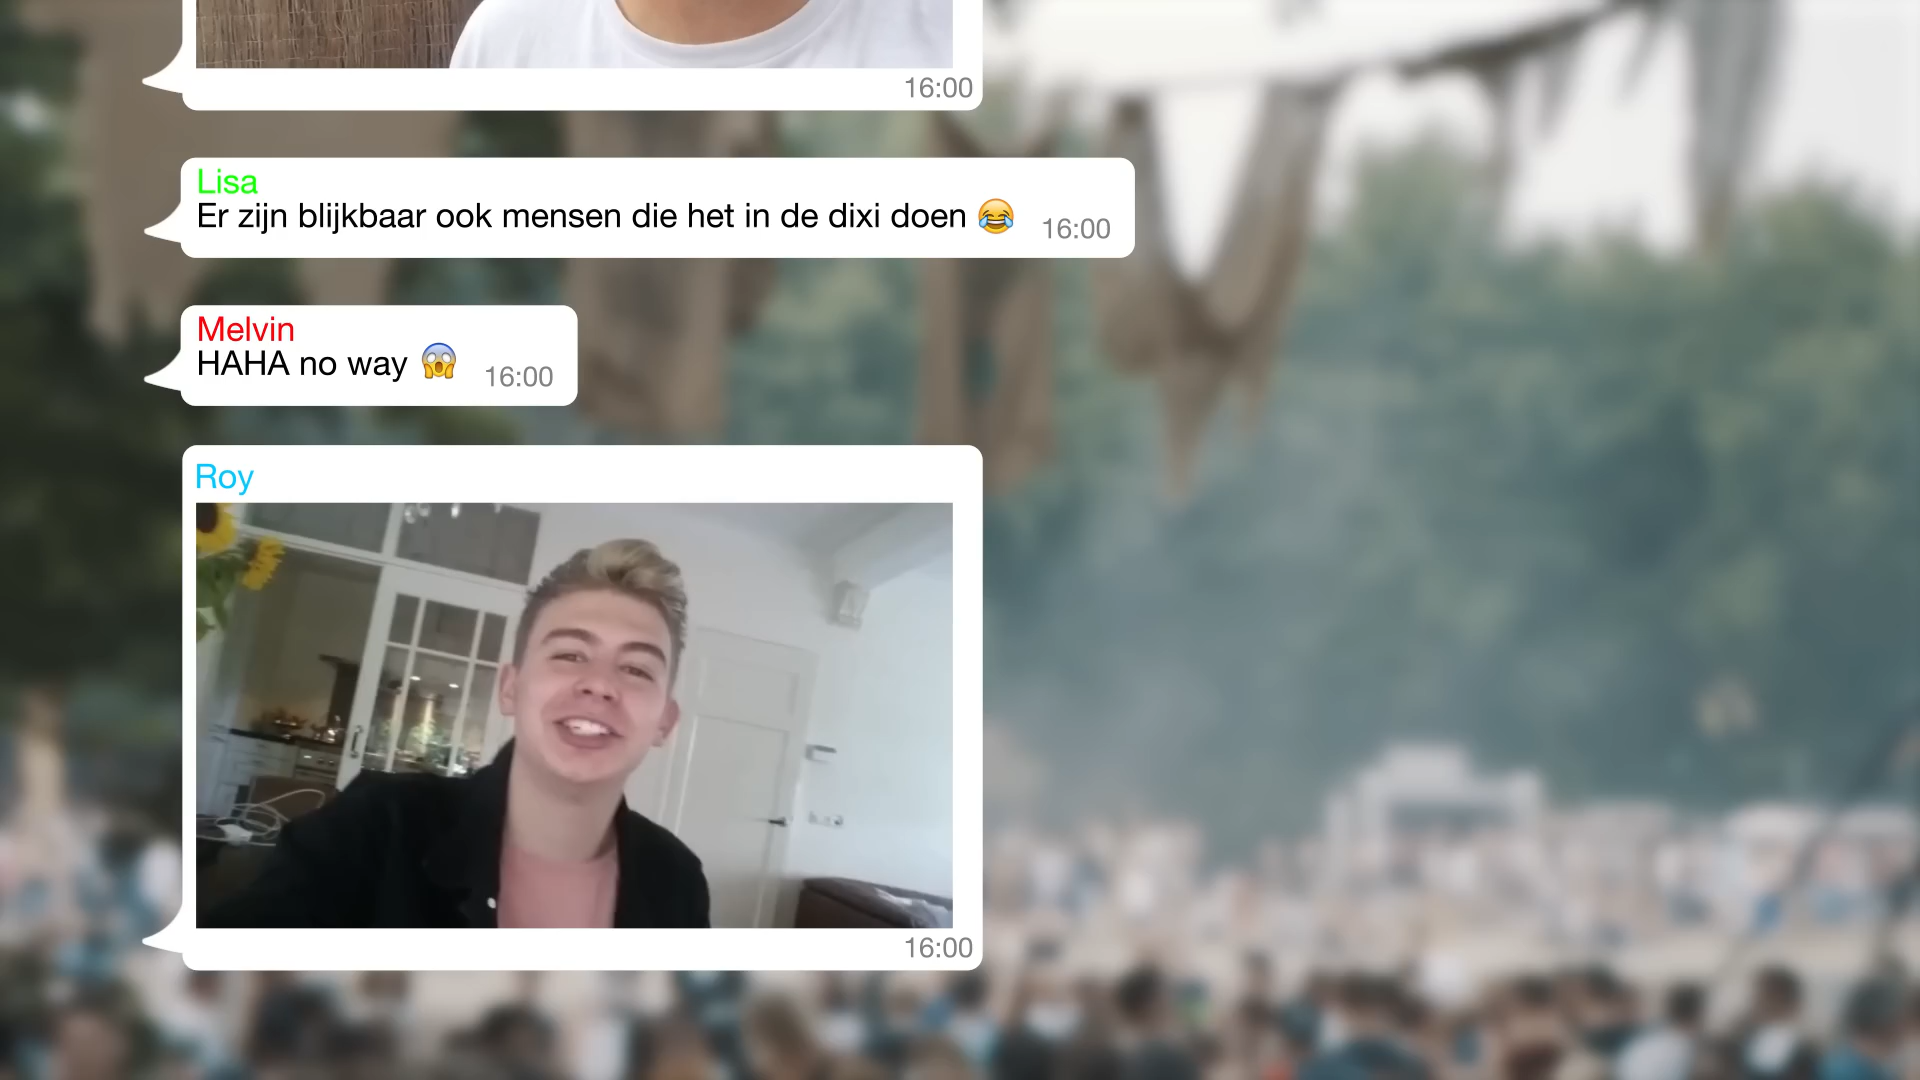 16:00
Lisa
Er zijn blijkbaar ook mensen die het in de dixi doen 😂 16:00
Melvin
HAHA no way 😱 16:00
Roy
16:00